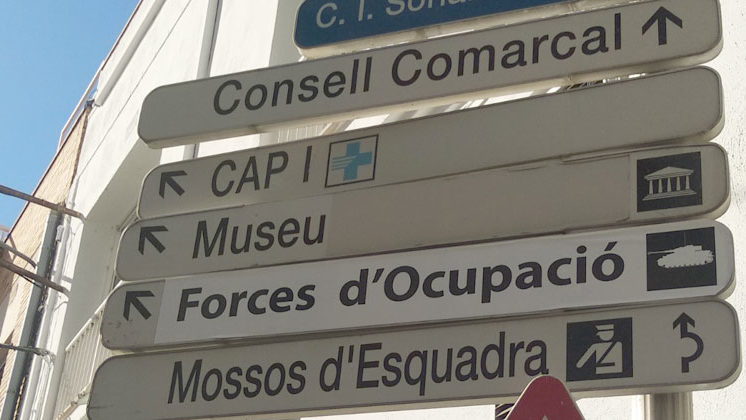 C. I.
Consell Comarcal
CAP I
Museu
Forces d'Ocupació
Mossos d'Esquadra